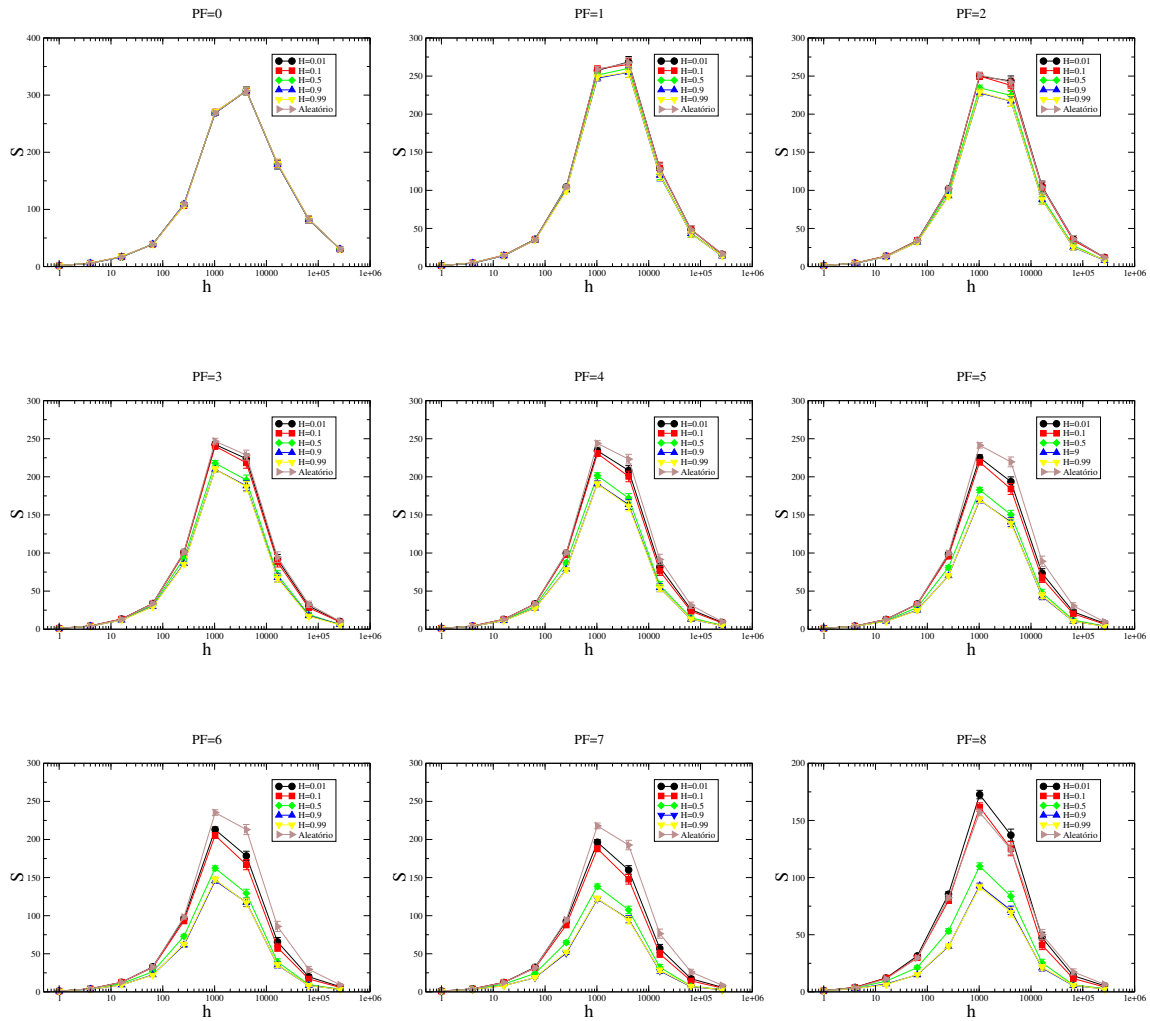 PF=0
400
300
200
100
0
S
1
10
100
1000
10000
1e+05
1e+06
h
H=0.01
H=0.1
H=0.5
H=0.9
H=0.99
Aleatório
PF=1
300
250
200
150
100
50
0
S
1
10
100
1000
10000
1e+05
1e+06
h
H=0.01
H=0.1
H=0.5
H=0.9
H=0.99
Aleatório
PF=2
300
250
200
150
100
50
0
S
1
10
100
1000
10000
1e+05
1e+06
h
H=0.01
H=0.1
H=0.5
H=0.9
H=0.99
Aleatório
PF=3
300
250
200
150
100
50
0
S
1
10
100
1000
10000
1e+05
1e+06
h
H=0.01
H=0.1
H=0.5
H=0.9
H=0.99
Aleatório
PF=4
300
250
200
150
100
50
0
S
1
10
100
1000
10000
1e+05
1e+06
h
H=0.01
H=0.1
H=0.5
H=0.9
H=0.99
Aleatório
PF=5
300
250
200
150
100
50
0
S
1
10
100
1000
10000
1e+05
1e+06
h
H=0.01
H=0.1
H=0.5
H=9
H=0.99
Aleatório
PF=6
300
250
200
150
100
50
0
S
1
10
100
1000
10000
1e+05
1e+06
h
H=0.01
H=0.1
H=0.5
H=0.9
H=0.99
Aleatório
PF=7
300
250
200
150
100
50
0
S
1
10
100
1000
10000
1e+05
1e+06
h
H=0.01
H=0.1
H=0.5
H=0.9
H=0.99
Aleatório
PF=8
200
150
100
50
0
S
1
10
100
1000
10000
1e+05
1e+06
h
H=0.01
H=0.1
H=0.5
H=0.9
H=0.99
Aleatório